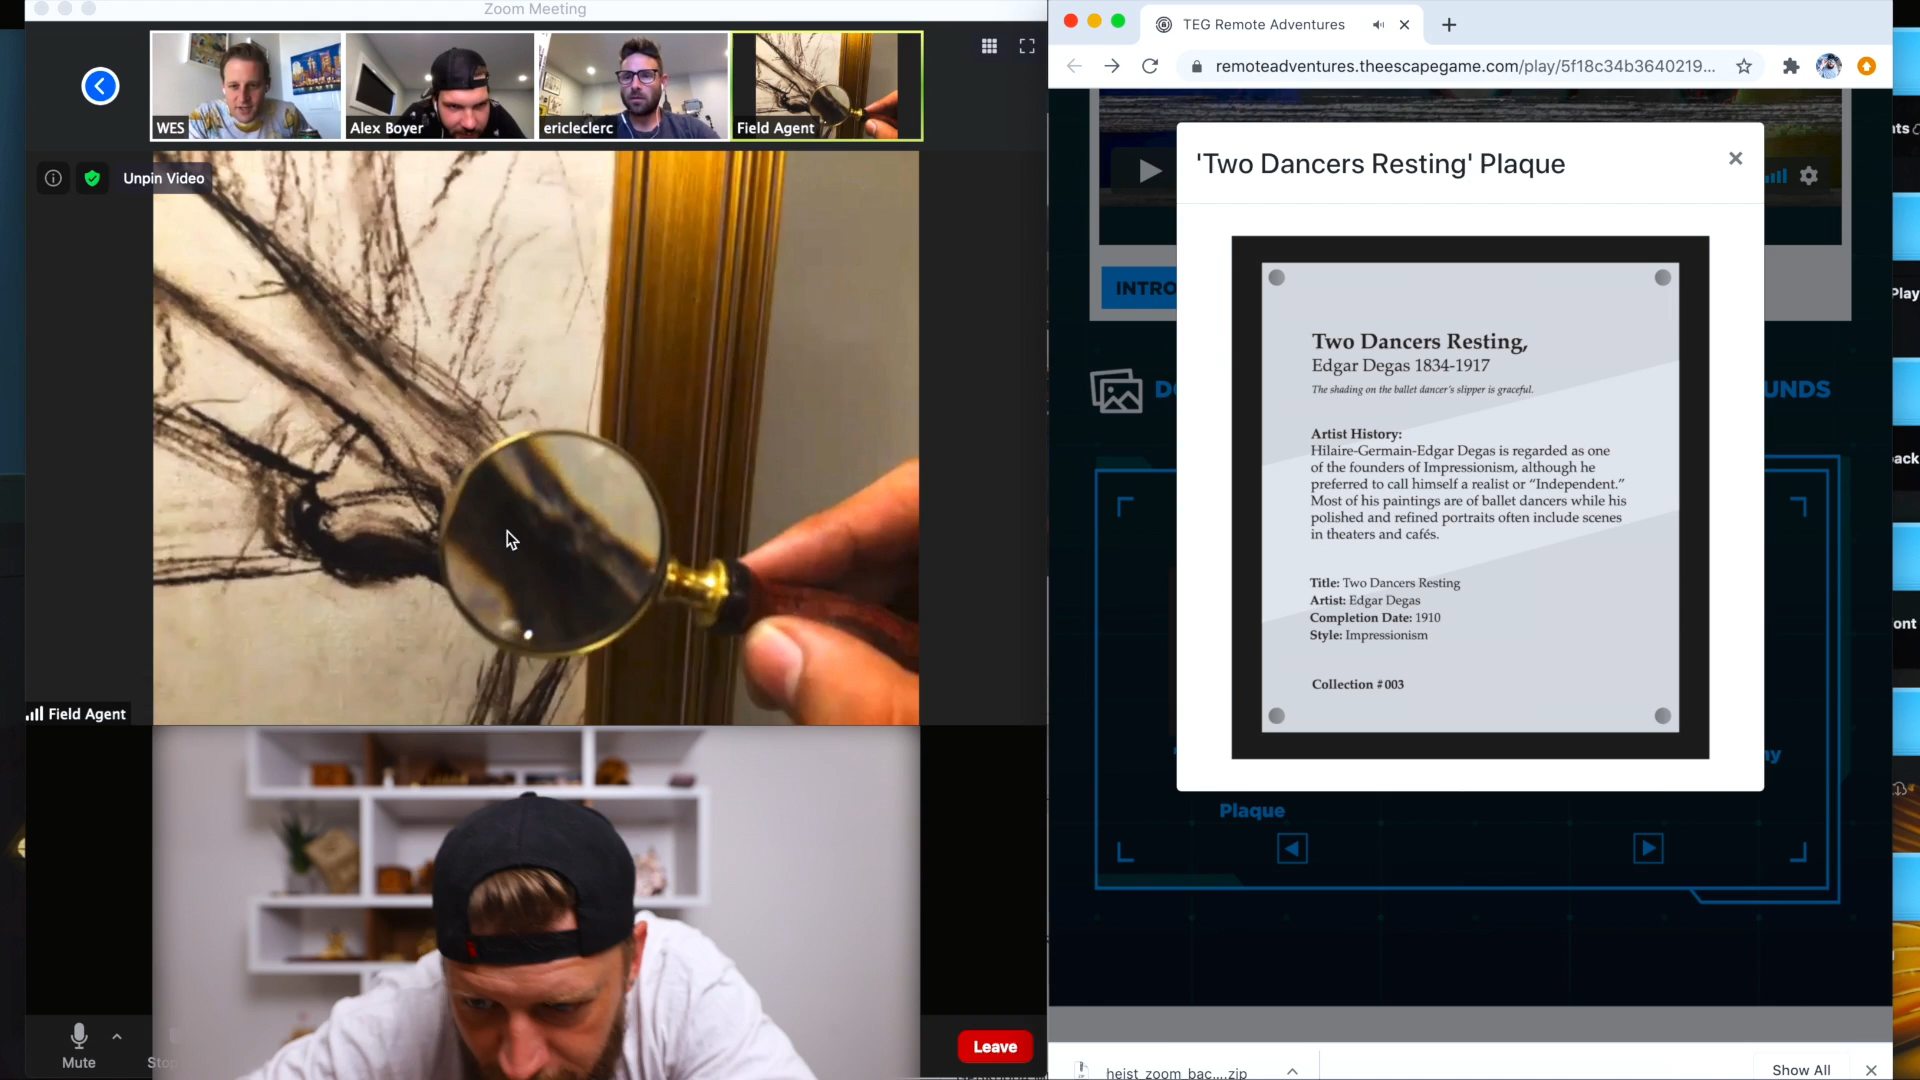 Zoom Meeting
WES
Alex Boyer
ericleclerc
Field Agent
Unpin Video
Field Agent
Mute
Leave
TEG Remote Adventures
remoteadventures.theescapegame.com/play/5f18c34b3640219...
'Two Dancers Resting' Plaque
INTRO
UNDS
Two Dancers Resting,
Edgar Degas 1834-1917
The shading on the ballet dancer's slipper is graceful.
Artist History:
Hilaire-Germain-Edgar Degas is regarded as one
of the founders of Impressionism, although he
preferred to call himself a realist or “Independent.”
Most of his paintings are of ballet dancers while his
polished and refined portraits often include scenes
in theaters and cafés.
Title: Two Dancers Resting
Artist: Edgar Degas
Completion Date: 1910
Style: Impressionism
Collection #003
Plaque
heist_zoom_bac....zip
Show All
Play
ack
ont